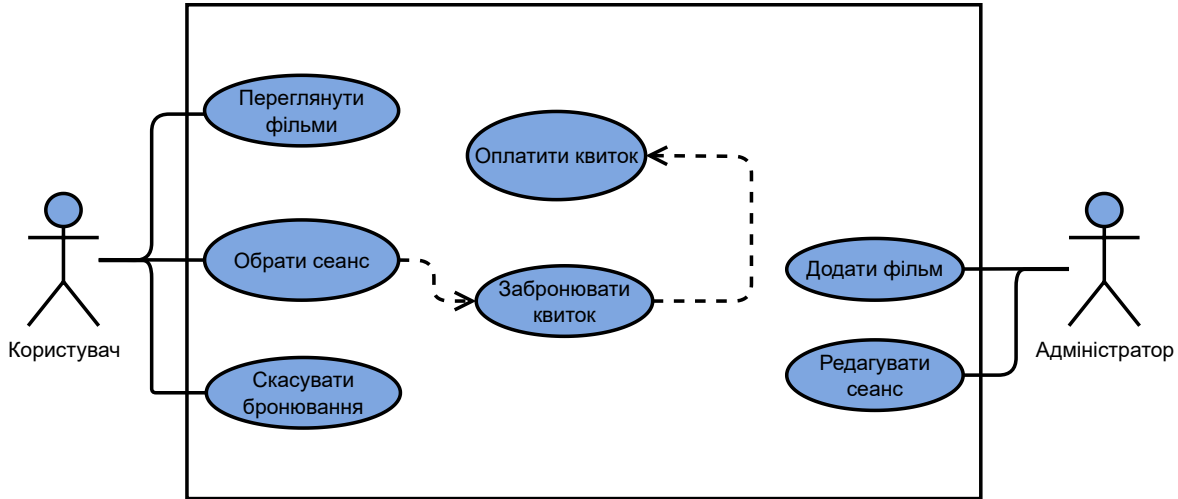 Переглянути
фільми
Оплатити квиток
Обрати сеанс
Забронювати
квиток
Додати фільм
Користувач
Скасувати
бронювання
Редагувати
сеанс
Адміністратор